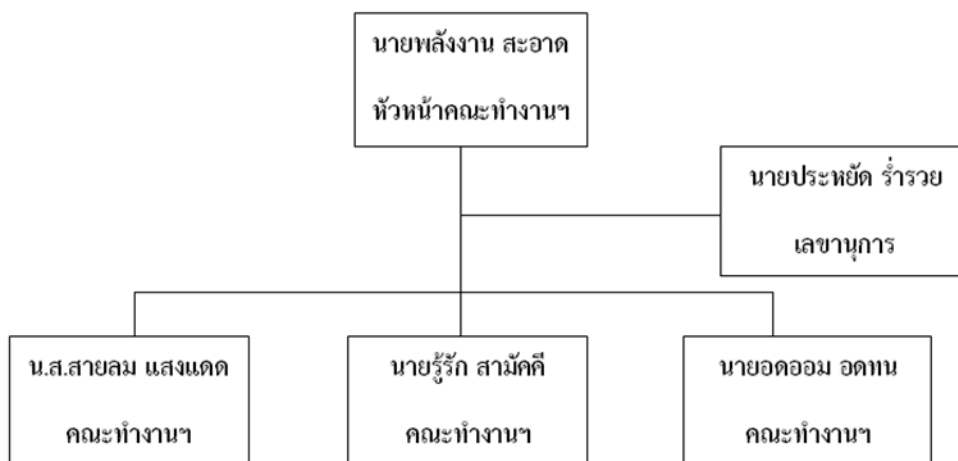 นายพลังงาน สะอาด
หัวหน้าคณะทำงานฯ
นายประหยัด ร่ำรวย
เลขานุการ
น.ส.สายลม แสงแดด
คณะทำงานฯ
นายรู้รัก สามัคคี
คณะทำงานฯ
นายอดออม อดทน
คณะทำงานฯ